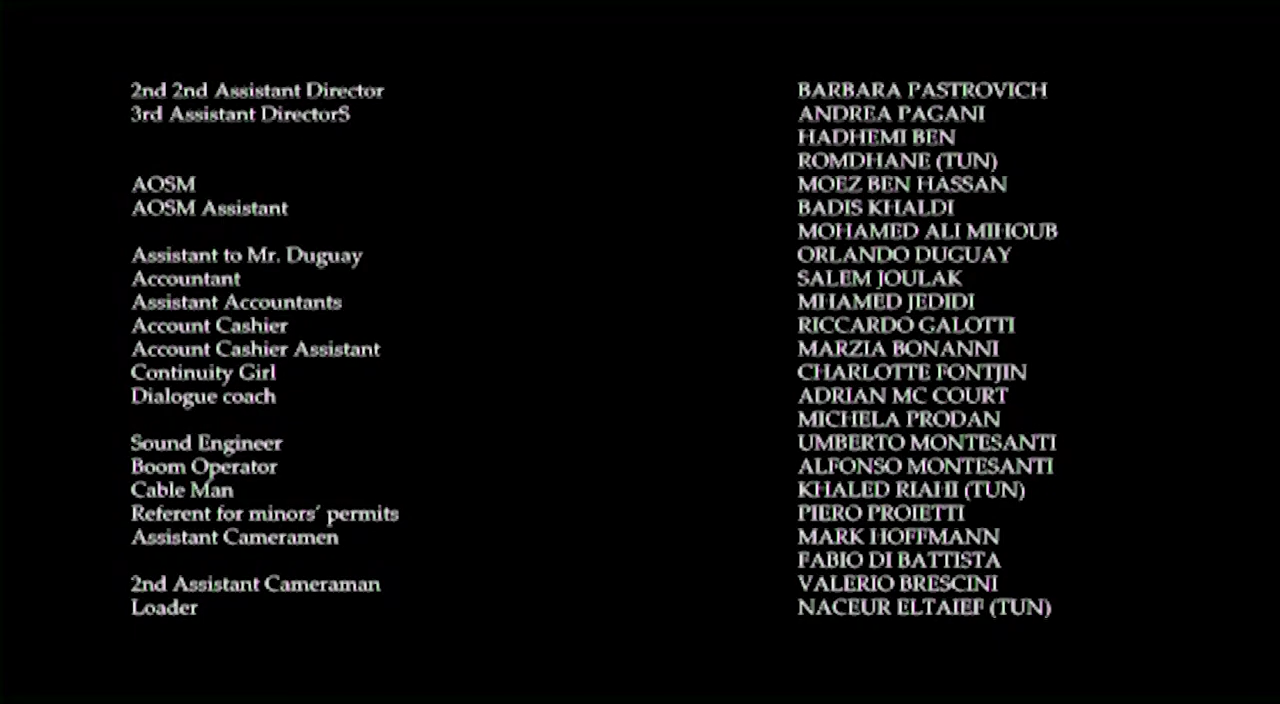 2nd 2nd Assistant Director BARBARA PASTROVICH
3rd Assistant DirectorS ANDREA PAGANI
HADHEMI BEN
ROMDHANE (TUN)
AOSM MOEZ BEN HASSAN
AOSM Assistant BADIS KHALDI
MOHAMED ALI MIHOUB
Assistant to Mr. Duguay ORLANDO DUGUAY
Accountant SALEM JOULAK
Assistant Accountants MHAMED JEDIDI
Account Cashier RICCARDO GALOTTI
Account Cashier Assistant MARZIA BONANNI
Continuity Girl CHARLOTTE FONTJIN
Dialogue coach ADRIAN MC COURT
MICHELA PRODAN
Sound Engineer UMBERTO MONTESANTI
Boom Operator ALFONSO MONTESANTI
Cable Man KHALED RIAHI (TUN)
Referent for minors' permits PIERO PROIETTI
Assistant Cameramen MARK HOFFMANN
FABIO DI BATTISTA
2nd Assistant Cameraman VALERIO BRESCINI
Loader NACEUR ELTAIEF (TUN)